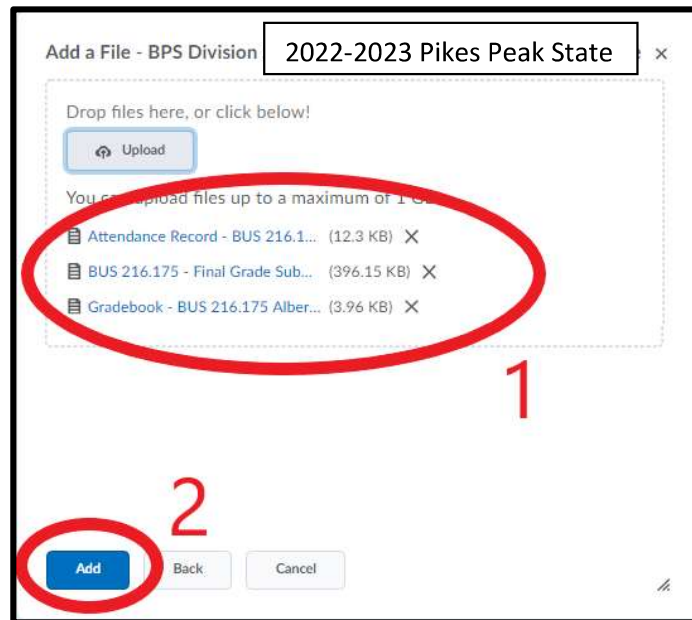 Add a File - BPS Division 2022-2023 Pikes Peak State
Drop files here, or click below!
Upload
You can upload files up to a maximum of 1
Attendance Record - BUS 216.1... (12.3 KB)
BUS 216.175 - Final Grade Sub... (396.15 KB)
Gradebook - BUS 216.175 Alber... (3.96 KB)
1
2
Add Back Cancel